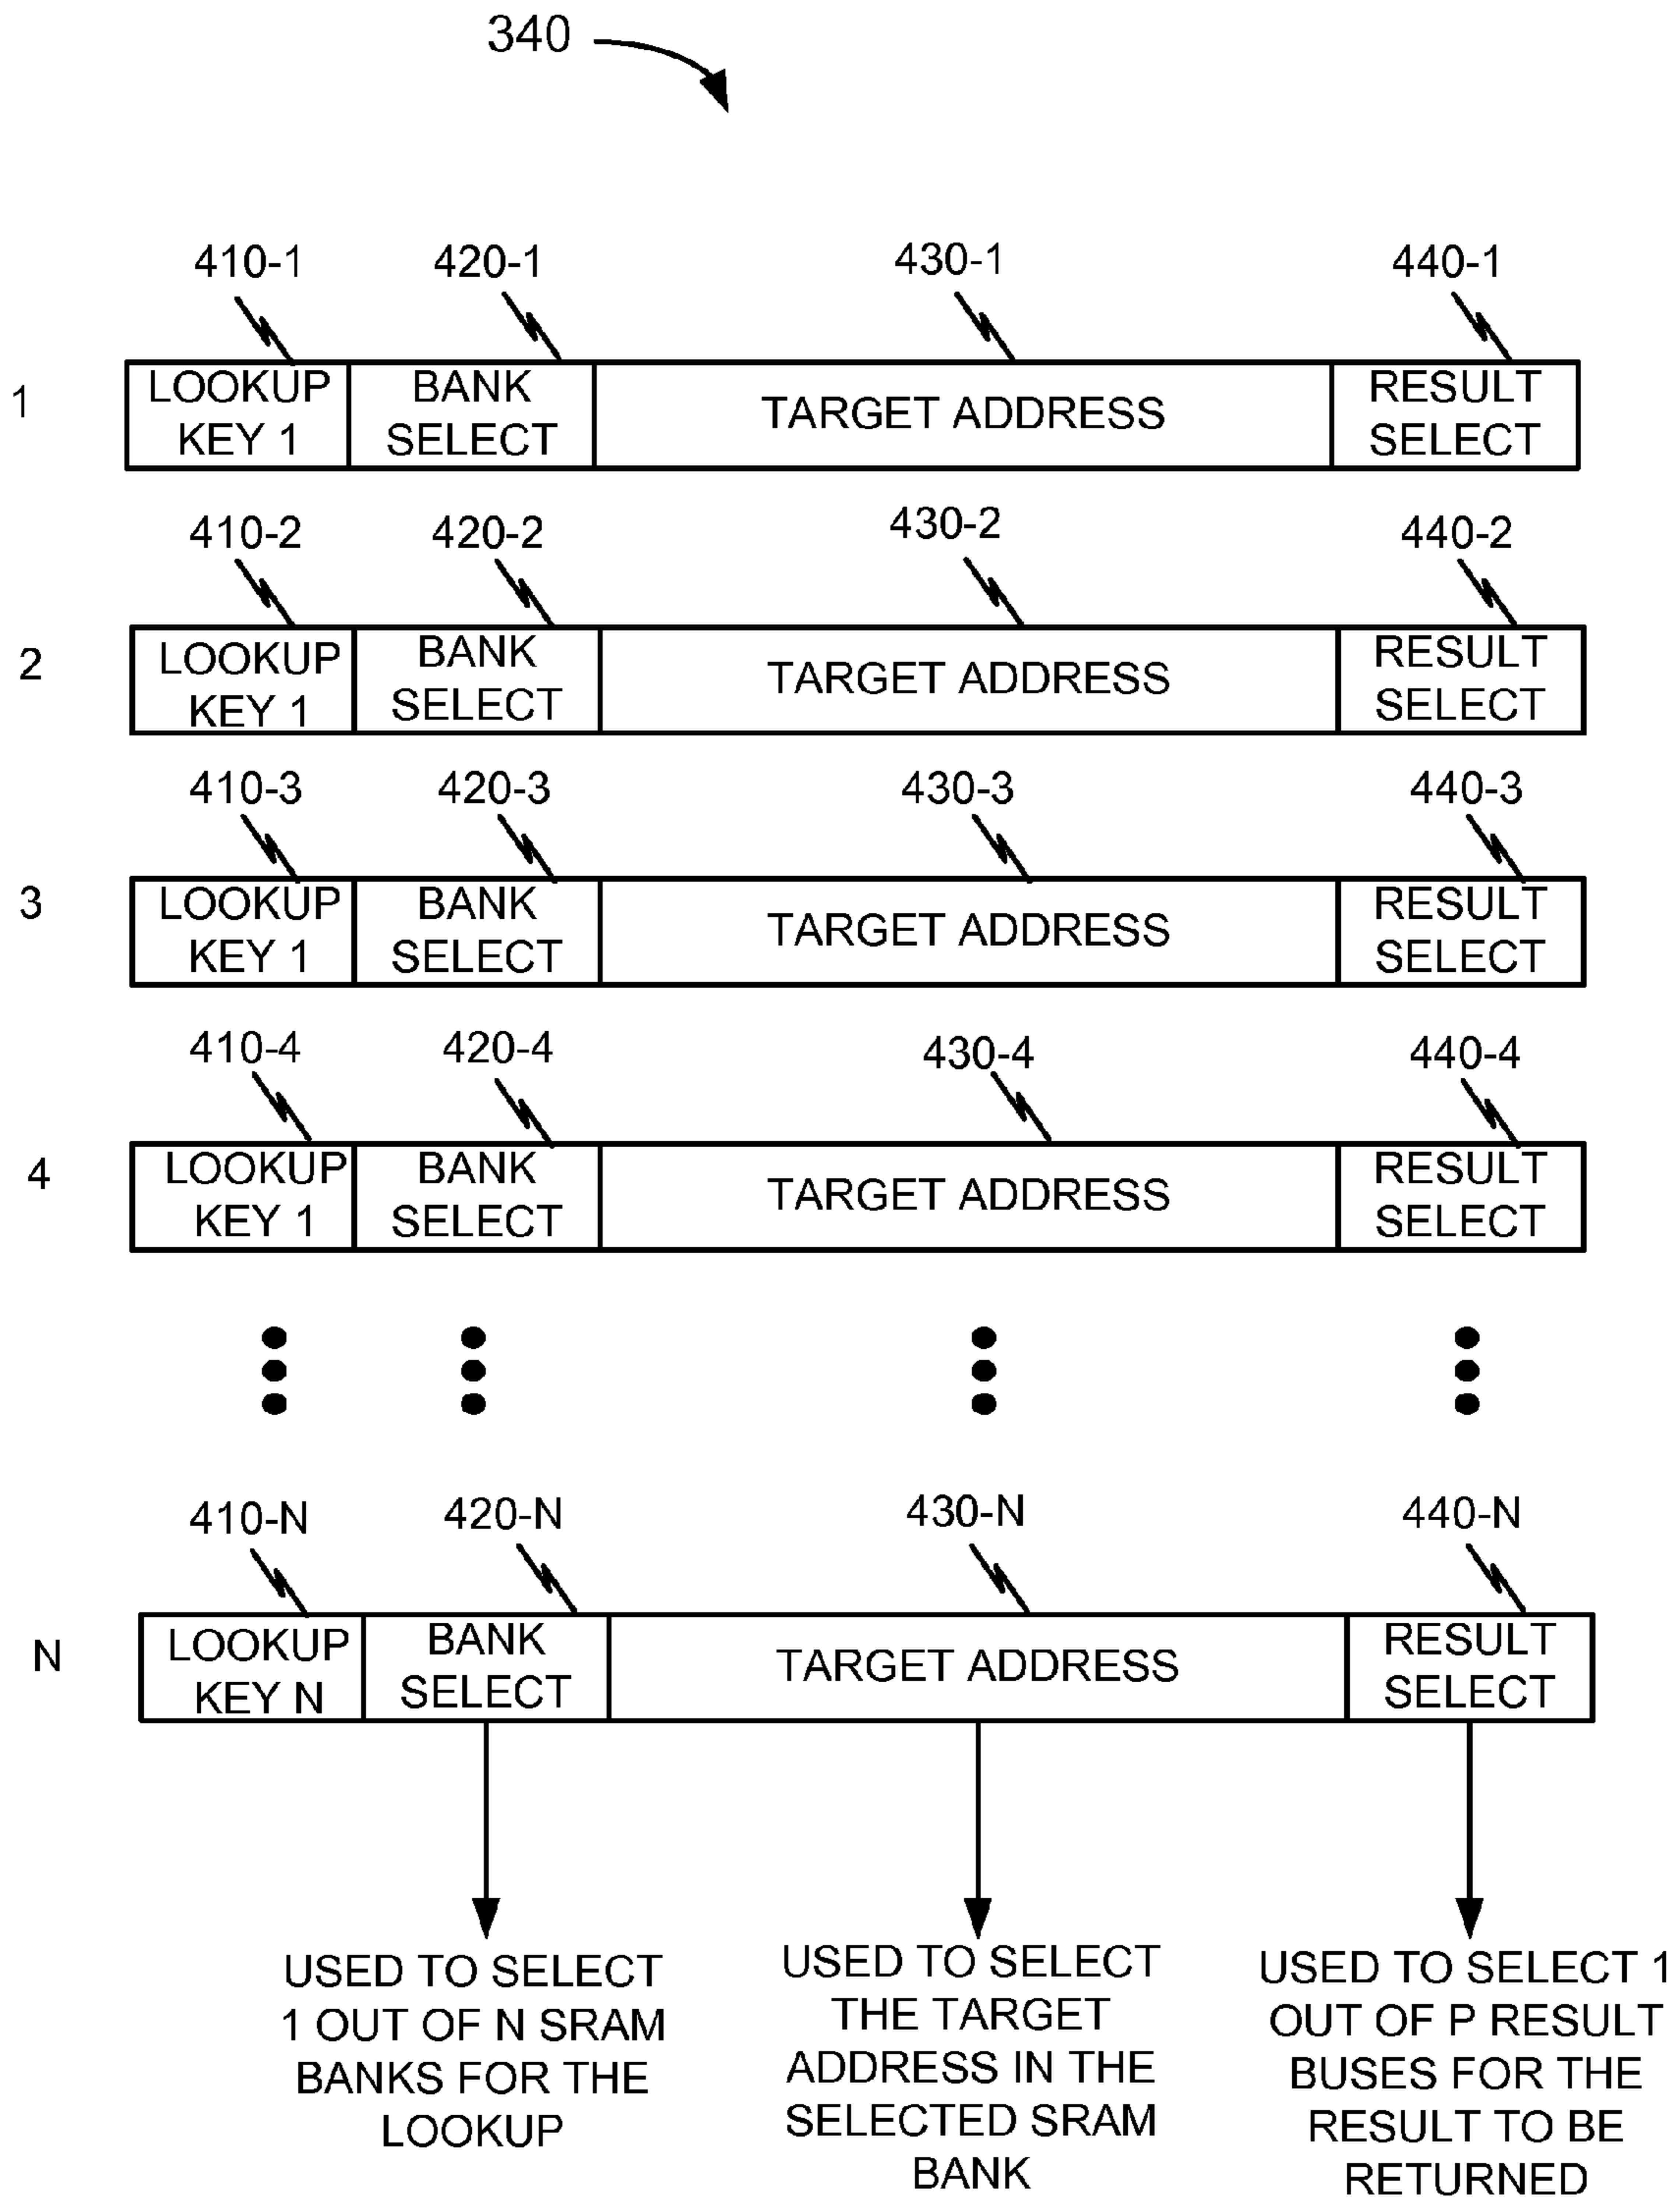 340
410-1 420-1 430-1 440-1
1
LOOKUP
KEY 1
BANK
SELECT
TARGET ADDRESS
RESULT
SELECT
410-2 420-2 430-2 440-2
2
LOOKUP
KEY 1
BANK
SELECT
TARGET ADDRESS
RESULT
SELECT
410-3 420-3 430-3 440-3
3
LOOKUP
KEY 1
BANK
SELECT
TARGET ADDRESS
RESULT
SELECT
410-4 420-4 430-4 440-4
4
LOOKUP
KEY 1
BANK
SELECT
TARGET ADDRESS
RESULT
SELECT
410-N 420-N 430-N 440-N
N
LOOKUP
KEY N
BANK
SELECT
TARGET ADDRESS
RESULT
SELECT
USED TO SELECT
1 OUT OF N SRAM
BANKS FOR THE
LOOKUP
USED TO SELECT
THE TARGET
ADDRESS IN THE
SELECTED SRAM
BANK
USED TO SELECT 1
OUT OF P RESULT
BUSES FOR THE
RESULT TO BE
RETURNED